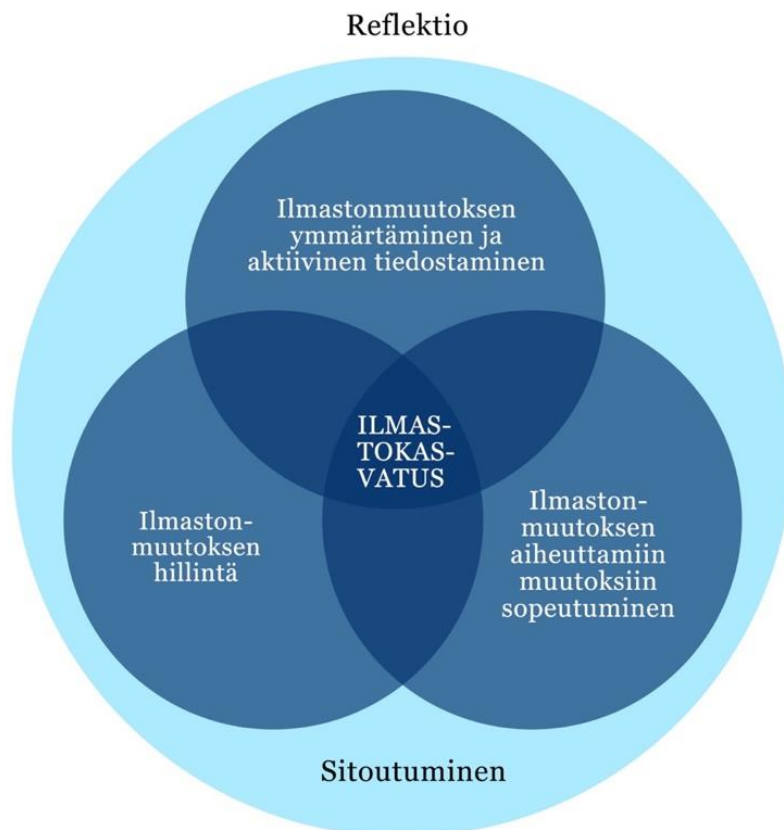 Reflektio
Ilmastonmuutoksen
ymmärtäminen ja
aktiivinen tiedostaminen
ILMAS-
TOKAS-
VATUS
Ilmaston-
muutoksen
hillintä
Ilmaston-
muutoksen
aiheuttamiin
muutoksiin
sopeutuminen
Sitoutuminen